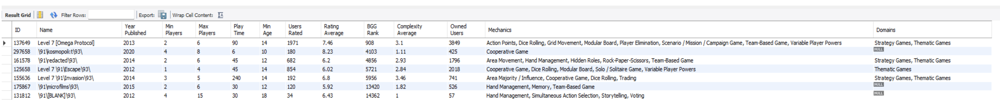 Result Grid Filter Rows: Export: Wrap Cell Content:
ID Name Year Published Min Players Max Players Play Time Min Age Users Rated Rating Average BGG Rank Complexity Average Owned Users Mechanics Domains
137649 Level 7 [Omega Protocol] 2013 2 6 90 14 1971 7.46 908 3.1 3849 Action Points, Dice Rolling, Grid Movement, Modular Board, Player Elimination, Scenario / Mission / Campaign Game, Team-Based Game, Variable Player Powers Strategy Games, Thematic Games
297658 \91\kosmopoli:t\93\ 2020 4 8 6 10 180 8.23 4103 1.11 425 Cooperative Game NULL
161578 \91\redacted\93\ 2014 2 6 45 12 682 6.2 4856 2.93 1796 Area Movement, Hand Management, Hidden Roles, Rock-Paper-Scissors, Team-Based Game Strategy Games, Thematic Games
125658 Level 7 \91\Escape\93\ 2012 1 4 45 14 854 6.02 5721 2.84 2018 Cooperative Game, Dice Rolling, Modular Board, Solo / Solitaire Game, Variable Player Powers Thematic Games
155636 Level 7 \91\Invasion\93\ 2014 3 5 240 14 192 6.8 5956 3.46 741 Area Majority / Influence, Cooperative Game, Dice Rolling, Trading Strategy Games, Thematic Games
175867 \91\microfilms\93\ 2015 2 6 30 12 120 5.92 13420 1.82 526 Hand Management, Memory, Team-Based Game NULL
131812 \91\[BLANK]\93\ 2012 4 15 30 18 34 6.43 14362 1 57 Hand Management, Simultaneous Action Selection, Storytelling, Voting NULL